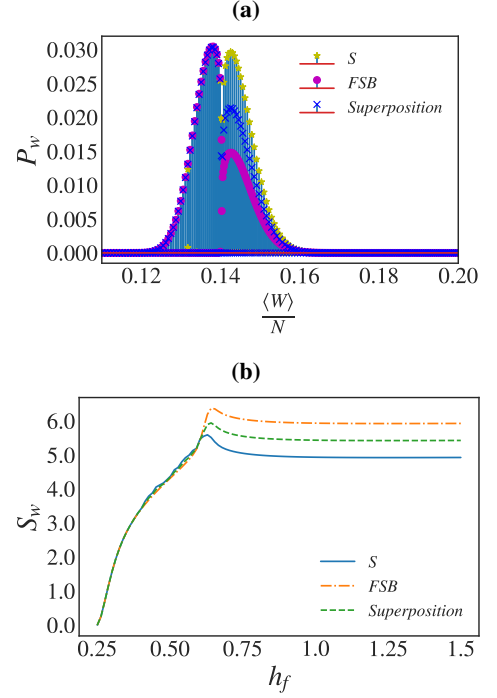 (a)
0.030
0.025
0.020
0.015
0.010
0.005
0.000
P_w
S
FSB
Superposition
0.12 0.14 0.16 0.18 0.20
⟨W⟩
N
(b)
6.0
5.0
4.0
3.0
2.0
1.0
0.0
S_w
S
FSB
Superposition
0.25 0.50 0.75 1.0 1.25 1.5
h_f